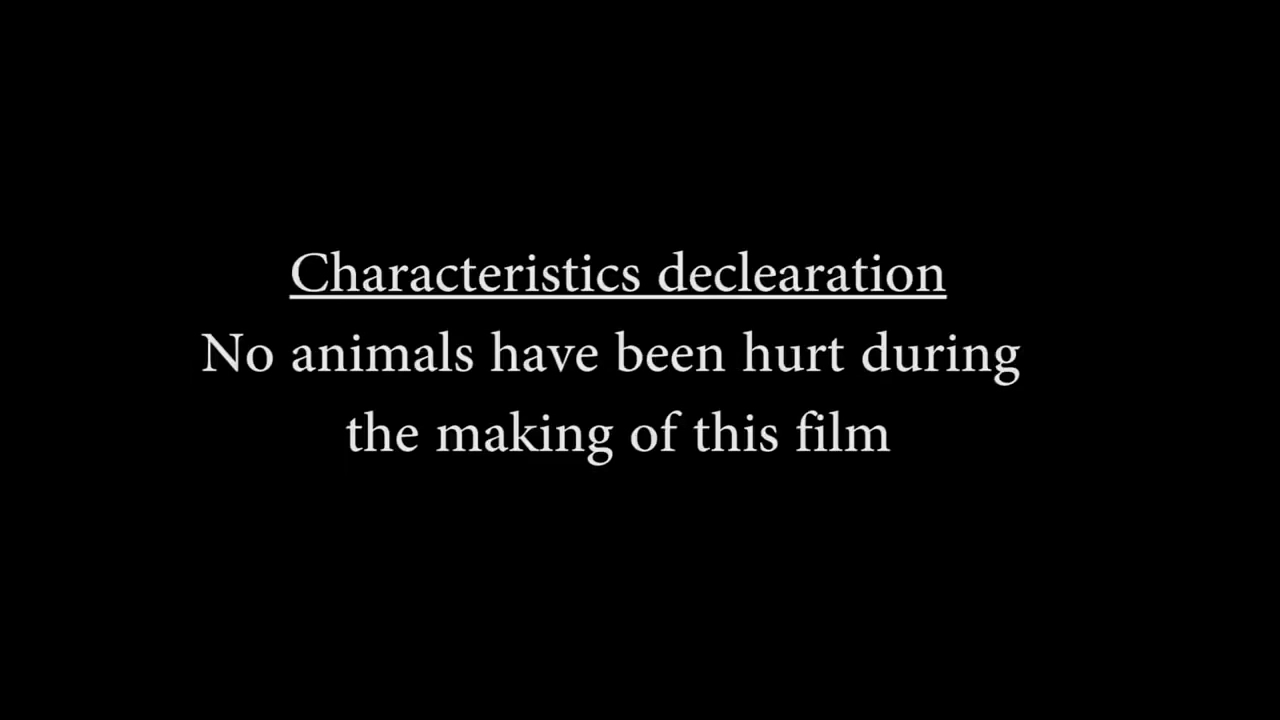 Characteristics declearation
No animals have been hurt during
the making of this film